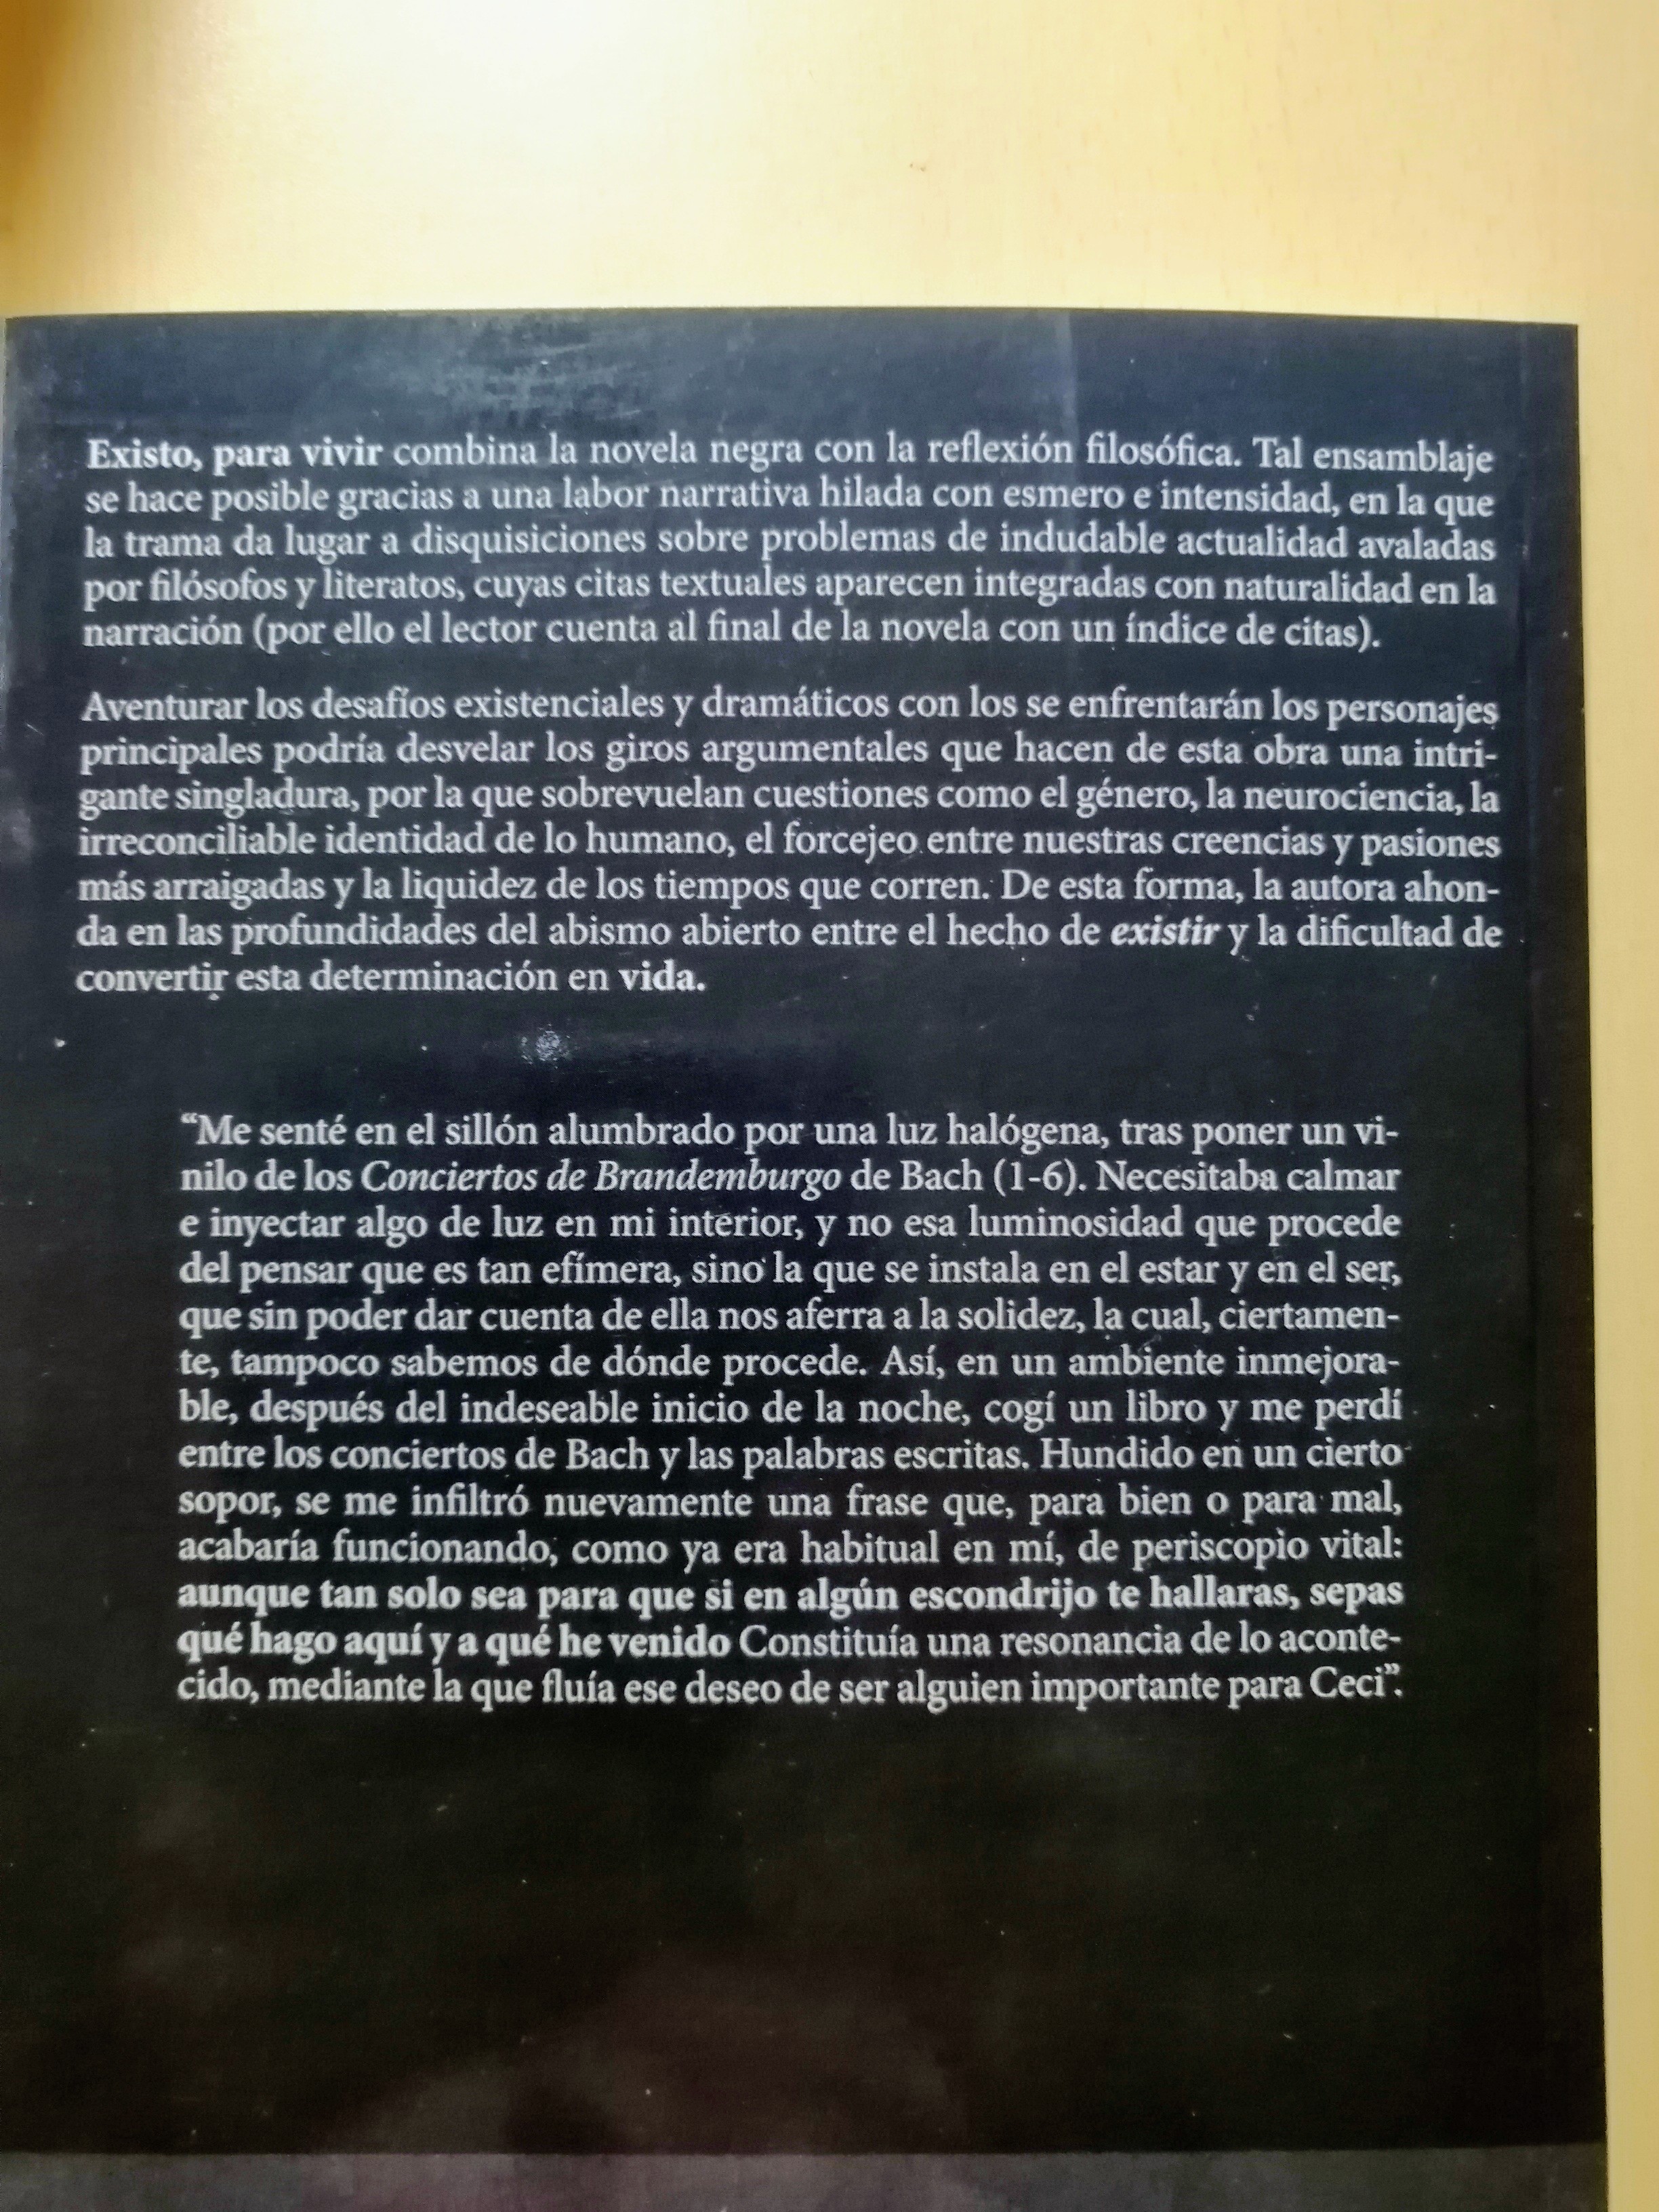 Existo, para vivir combina la novela negra con la reflexión filosófica. Tal ensamblaje
se hace posible gracias a una labor narrativa hilada con esmero e intensidad, en la que
la trama da lugar a disquisiciones sobre problemas de indudable actualidad avaladas
por filósofos y literatos, cuyas citas textuales aparecen integradas con naturalidad en la
narración (por ello el lector cuenta al final de la novela con un índice de citas).
Aventurar los desafíos existenciales y dramáticos con los se enfrentarán los personajes
principales podría desvelar los giros argumentales que hacen de esta obra una intri-
gante singladura, por la que sobrevuelan cuestiones como el género, la neurociencia, la
irreconciliable identidad de lo humano, el forcejeo entre nuestras creencias y pasiones
más arraigadas y la liquidez de los tiempos que corren. De esta forma, la autora ahon-
da en las profundidades del abismo abierto entre el hecho de existir y la dificultad de
convertir esta determinación en vida.
“Me senté en el sillón alumbrado por una luz halógena, tras poner un vi-
nilo de los Conciertos de Brandemburgo de Bach (1-6). Necesitaba calmar
e inyectar algo de luz en mi interior, y no esa luminosidad que procede
del pensar que es tan efímera, sino la que se instala en el estar y en el ser,
que sin poder dar cuenta de ella nos aferra a la solidez, la cual, ciertamen-
te, tampoco sabemos de dónde procede. Así, en un ambiente inmejora-
ble, después del indeseable inicio de la noche, cogí un libro y me perdí
entre los conciertos de Bach y las palabras escritas. Hundido en un cierto
sopor, se me infiltró nuevamente una frase que, para bien o para mal,
acabaría funcionando, como ya era habitual en mí, de periscopio vital:
aunque tan solo sea para que si en algún escondrijo te hallaras, sepas
qué hago aquí y a qué he venido Constituía una resonancia de lo aconte-
cido, mediante la que fluía ese deseo de ser alguien importante para Ceci”.